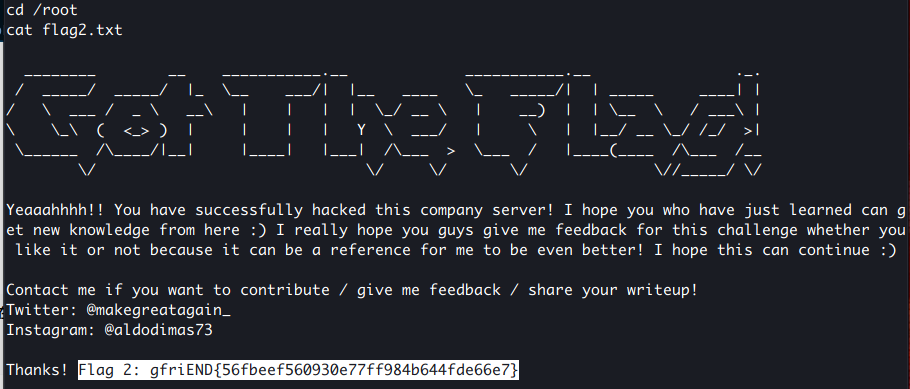 cd /root
cat flag2.txt
Got The Flag!
Yeaaahhhh!! You have successfully hacked this company server! I hope you who have just learned can g
et new knowledge from here :) I really hope you guys give me feedback for this challenge whether you
like it or not because it can be a reference for me to be even better! I hope this can continue :)
Contact me if you want to contribute / give me feedback / share your writeup!
Twitter: @makegreatagain_
Instagram: @aldodimas73
Thanks! Flag 2: gfriEND{56fbeef560930e77ff984b644fde66e7}